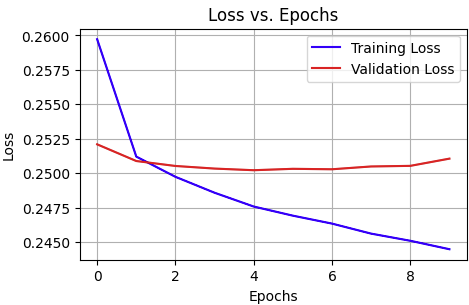 Loss vs. Epochs
Training Loss
Validation Loss
Loss
0.2600
0.2575
0.2550
0.2525
0.2500
0.2475
0.2450
0 2 4 6 8
Epochs